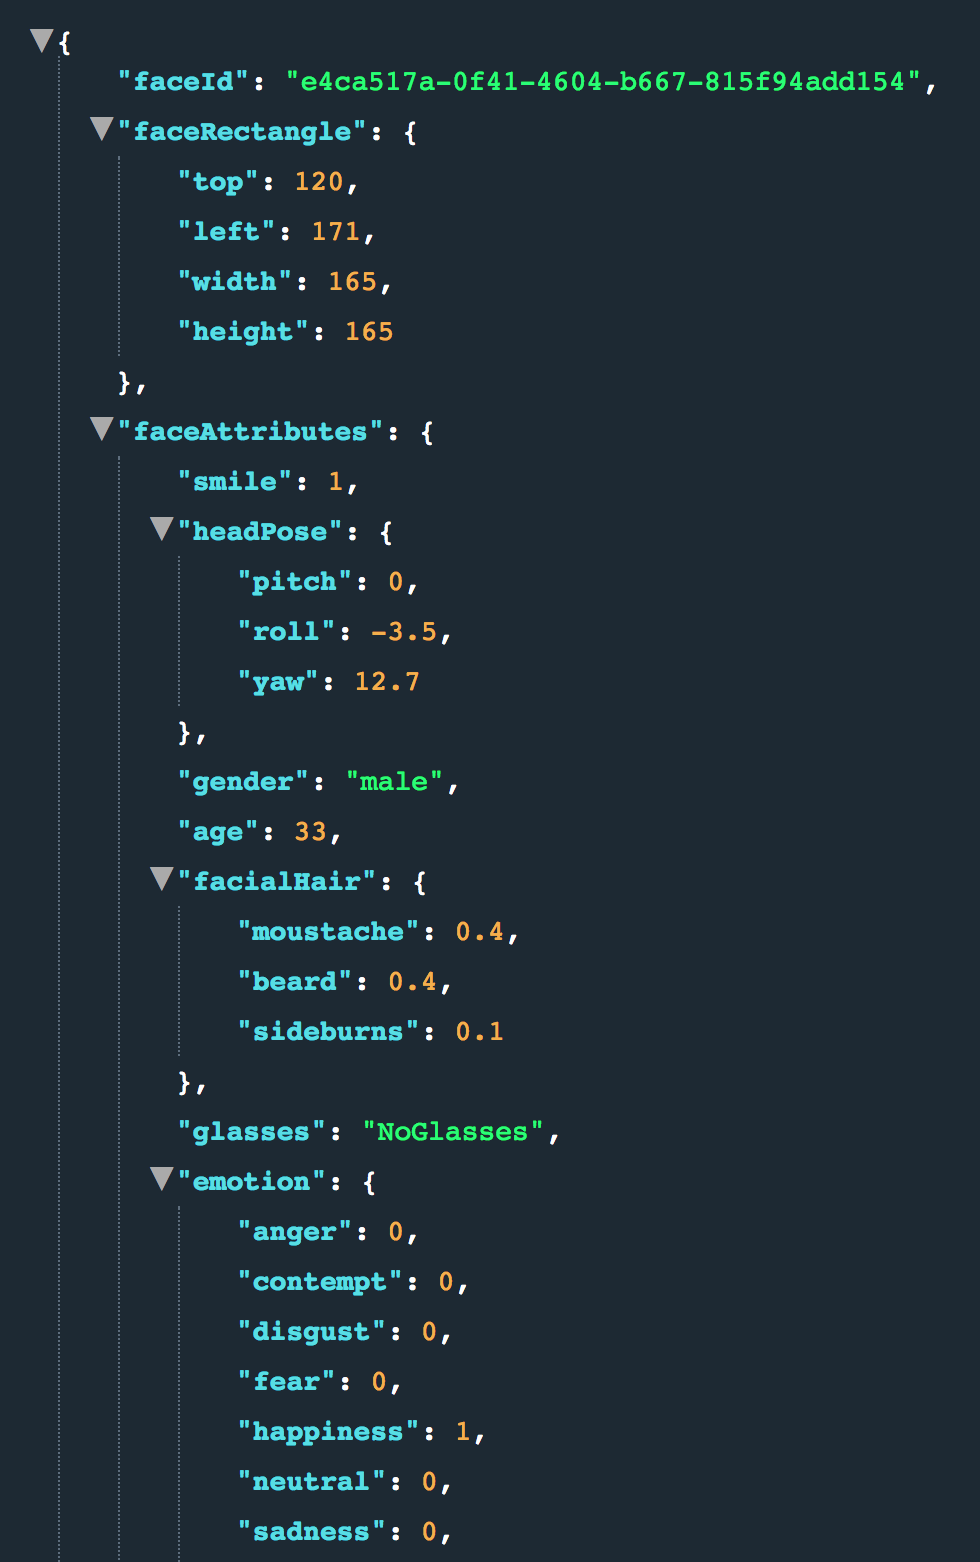 {
"faceId": "e4ca517a-0f41-4604-b667-815f94add154",
"faceRectangle": {
"top": 120,
"left": 171,
"width": 165,
"height": 165
},
"faceAttributes": {
"smile": 1,
"headPose": {
"pitch": 0,
"roll": -3.5,
"yaw": 12.7
},
"gender": "male",
"age": 33,
"facialHair": {
"moustache": 0.4,
"beard": 0.4,
"sideburns": 0.1
},
"glasses": "NoGlasses",
"emotion": {
"anger": 0,
"contempt": 0,
"disgust": 0,
"fear": 0,
"happiness": 1,
"neutral": 0,
"sadness": 0,